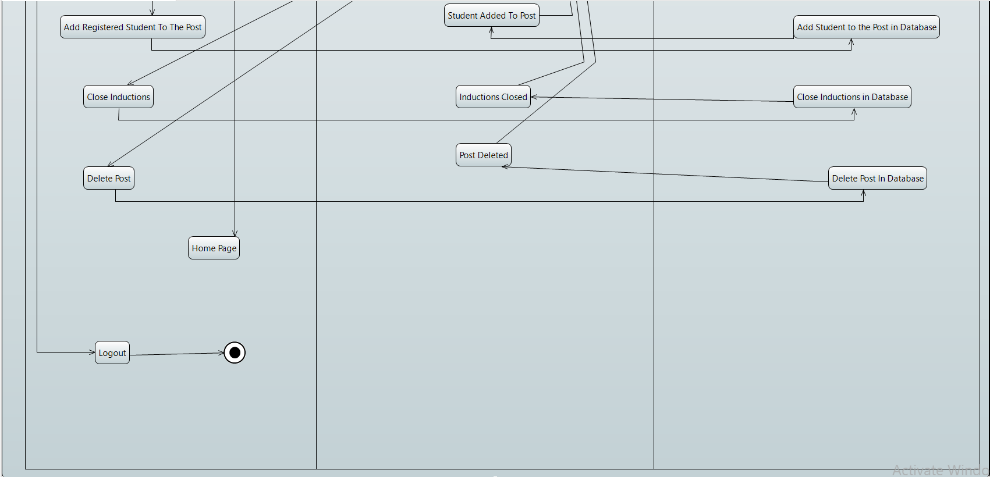 Student Added To Post
Add Registered Student To The Post
Add Student to the Post in Database
Close Inductions
Inductions Closed
Close Inductions in Database
Post Deleted
Delete Post
Delete Post In Database
Home Page
Logout
Activate Windo